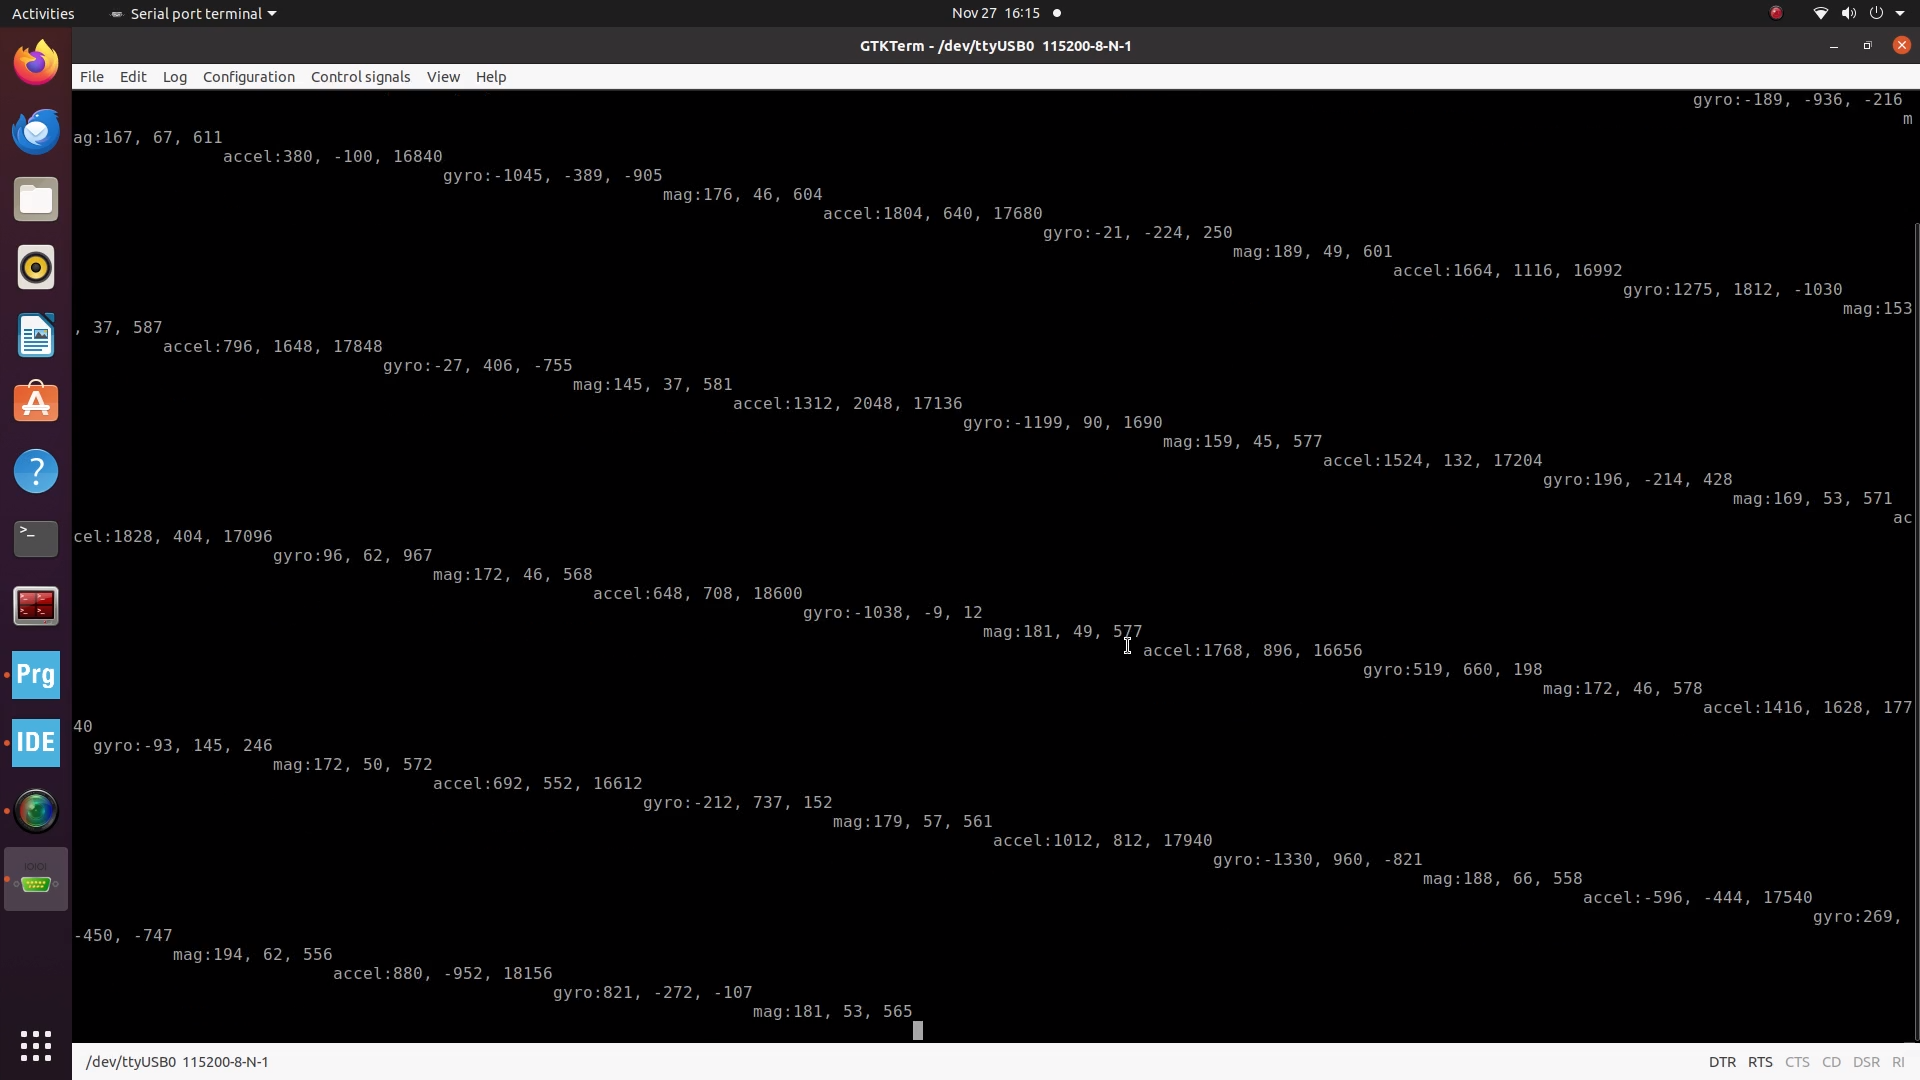 Activities Serial port terminal Nov 27 16:15
GTKTerm - /dev/ttyUSB0 115200-8-N-1
File Edit Log Configuration Control signals View Help
gyro:-189, -936, -216
m
ag:167, 67, 611
accel:380, -100, 16840
gyro:-1045, -389, -905
mag:176, 46, 604
accel:1804, 640, 17680
gyro:-21, -224, 250
mag:189, 49, 601
accel:1664, 1116, 16992
gyro:1275, 1812, -1030
mag:153
, 37, 587
accel:796, 1648, 17848
gyro:-27, 406, -755
mag:145, 37, 581
accel:1312, 2048, 17136
gyro:-1199, 90, 1690
mag:159, 45, 577
accel:1524, 132, 17204
gyro:196, -214, 428
mag:169, 53, 571
ac
cel:1828, 404, 17096
gyro:96, 62, 967
mag:172, 46, 568
accel:648, 708, 18600
gyro:-1038, -9, 12
mag:181, 49, 577
accel:1768, 896, 16656
gyro:519, 660, 198
mag:172, 46, 578
accel:1416, 1628, 177
40
gyro:-93, 145, 246
mag:172, 50, 572
accel:692, 552, 16612
gyro:-212, 737, 152
mag:179, 57, 561
accel:1012, 812, 17940
gyro:-1330, 960, -821
mag:188, 66, 558
accel:-596, -444, 17540
gyro:269,
-450, -747
mag:194, 62, 556
accel:880, -952, 18156
gyro:821, -272, -107
mag:181, 53, 565
Prg
IDE
IOIOI
/dev/ttyUSB0 115200-8-N-1 DTR RTS CTS CD DSR RI